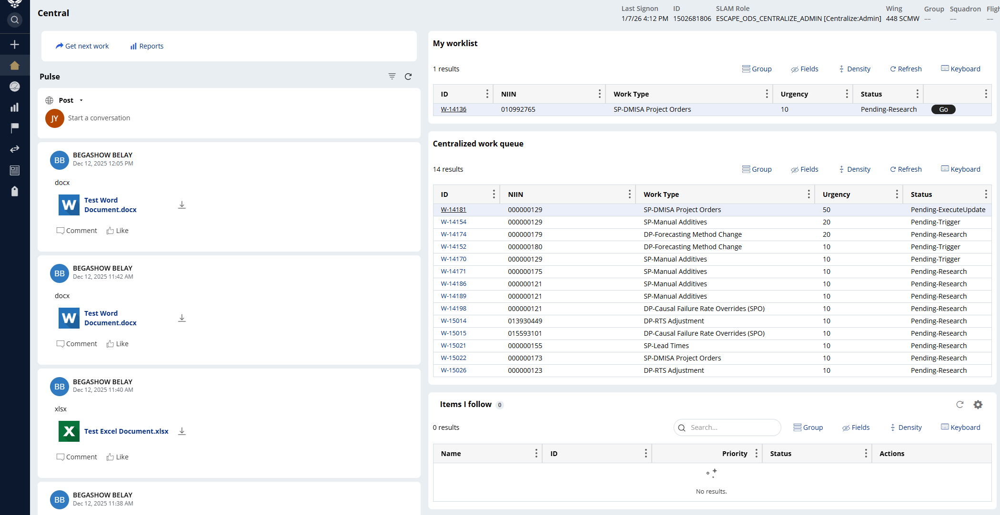 Central
Last Signon ID SLAM Role Wing Group Squadron Fligh
1/7/26 4:12 PM 1502681806 ESCAPE_ODS_CENTRALIZE_ADMIN [Centralize:Admin] 448 SCMW –– –– ––
Get next work Reports
Pulse
Post
JY Start a conversation
BB BEGASHOW BELAY
Dec 12, 2025 12:05 PM
docx
W Test Word
Document.docx
Comment Like
BB BEGASHOW BELAY
Dec 12, 2025 11:42 AM
docx
W Test Word
Document.docx
Comment Like
BB BEGASHOW BELAY
Dec 12, 2025 11:40 AM
xlsx
X Test Excel Document.xlsx
Comment Like
BB BEGASHOW BELAY
Dec 12, 2025 11:38 AM
My worklist
1 results Group Fields Density Refresh Keyboard
ID NIIN Work Type Urgency Status
W-14136 010992765 SP-DMISA Project Orders 10 Pending-Research Go
Centralized work queue
14 results Group Fields Density Refresh Keyboard
ID NIIN Work Type Urgency Status
W-14181 000000129 SP-DMISA Project Orders 50 Pending-ExecuteUpdate
W-14154 000000129 SP-Manual Additives 20 Pending-Trigger
W-14174 000000179 DP-Forecasting Method Change 20 Pending-Research
W-14152 000000180 DP-Forecasting Method Change 10 Pending-Trigger
W-14170 000000129 SP-Manual Additives 10 Pending-Trigger
W-14171 000000175 SP-Manual Additives 10 Pending-Research
W-14186 000000121 SP-Manual Additives 10 Pending-Research
W-14189 000000121 SP-Manual Additives 10 Pending-Research
W-14198 000000121 DP-Causal Failure Rate Overrides (SPO) 10 Pending-Research
W-15014 013930449 DP-RTS Adjustment 10 Pending-Research
W-15015 015593101 DP-Causal Failure Rate Overrides (SPO) 10 Pending-Research
W-15021 000000155 SP-Lead Times 10 Pending-Research
W-15022 000000173 SP-DMISA Project Orders 10 Pending-Research
W-15026 000000123 DP-RTS Adjustment 10 Pending-Research
Items I follow 0
0 results Search... Group Fields Density Keyboard
Name ID Priority Status Actions
No results.